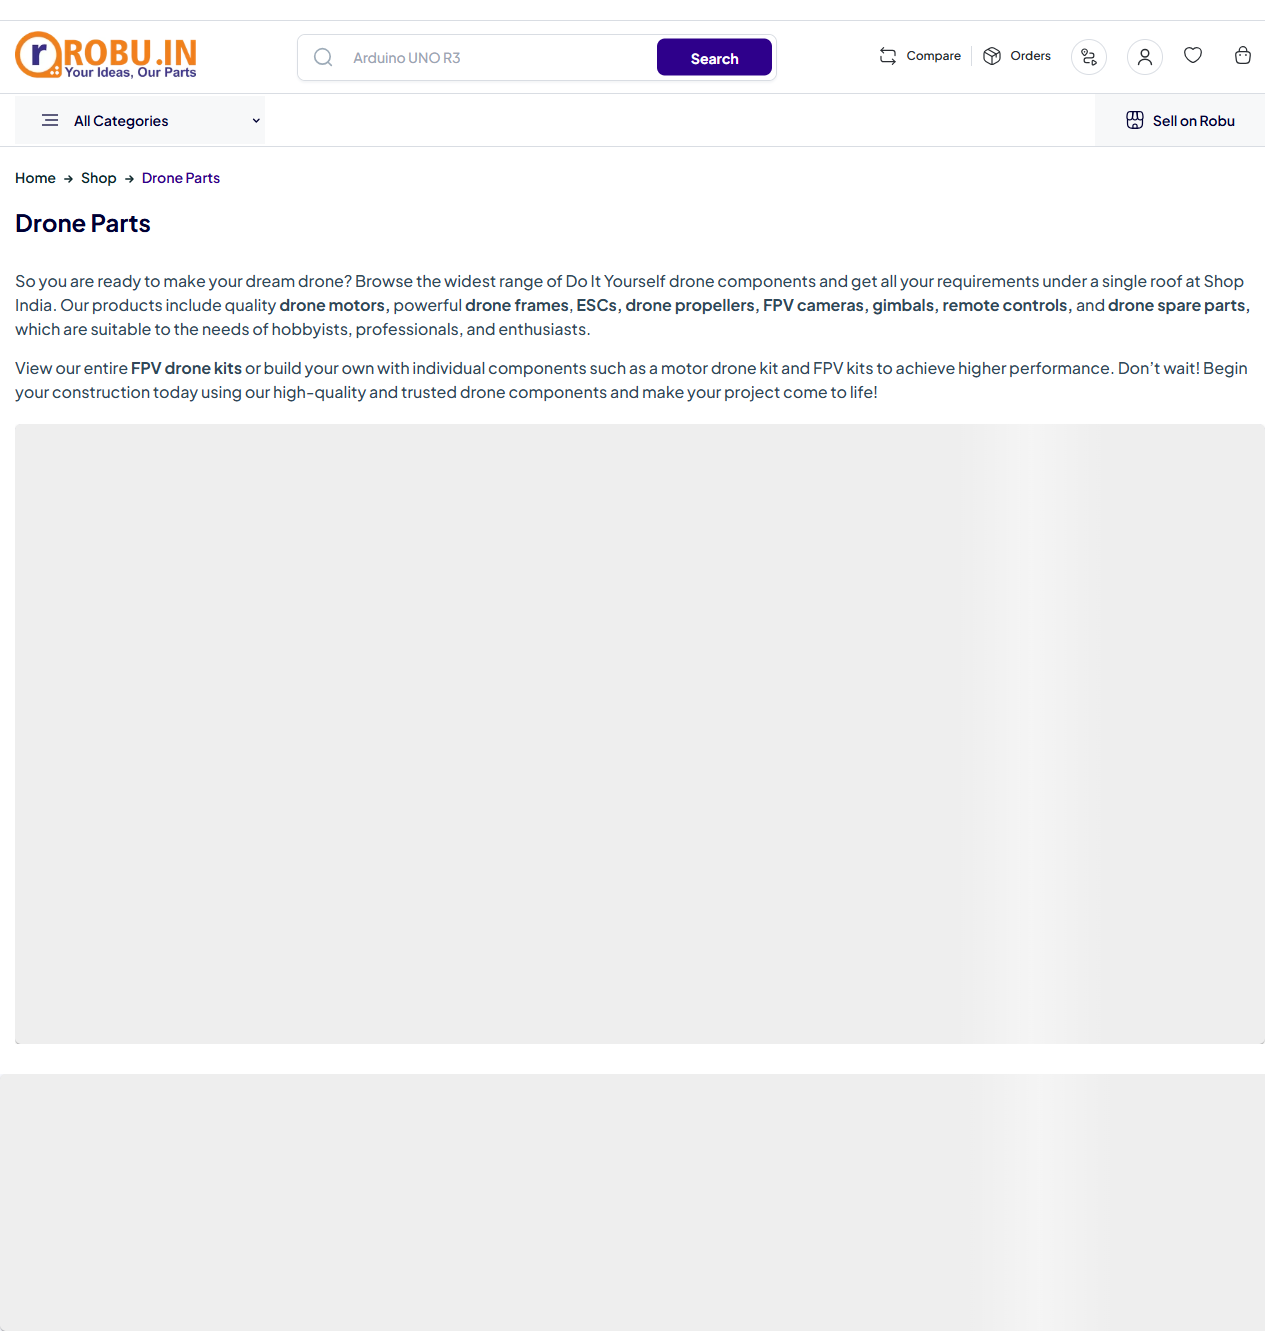 r ROBU.IN
Your Ideas, Our Parts
Arduino UNO R3
Search
Compare
Orders
All Categories
Sell on Robu
Home → Shop → Drone Parts
Drone Parts
So you are ready to make your dream drone? Browse the widest range of Do It Yourself drone components and get all your requirements under a single roof at Shop
India. Our products include quality drone motors, powerful drone frames, ESCs, drone propellers, FPV cameras, gimbals, remote controls, and drone spare parts,
which are suitable to the needs of hobbyists, professionals, and enthusiasts.
View our entire FPV drone kits or build your own with individual components such as a motor drone kit and FPV kits to achieve higher performance. Don’t wait! Begin
your construction today using our high-quality and trusted drone components and make your project come to life!